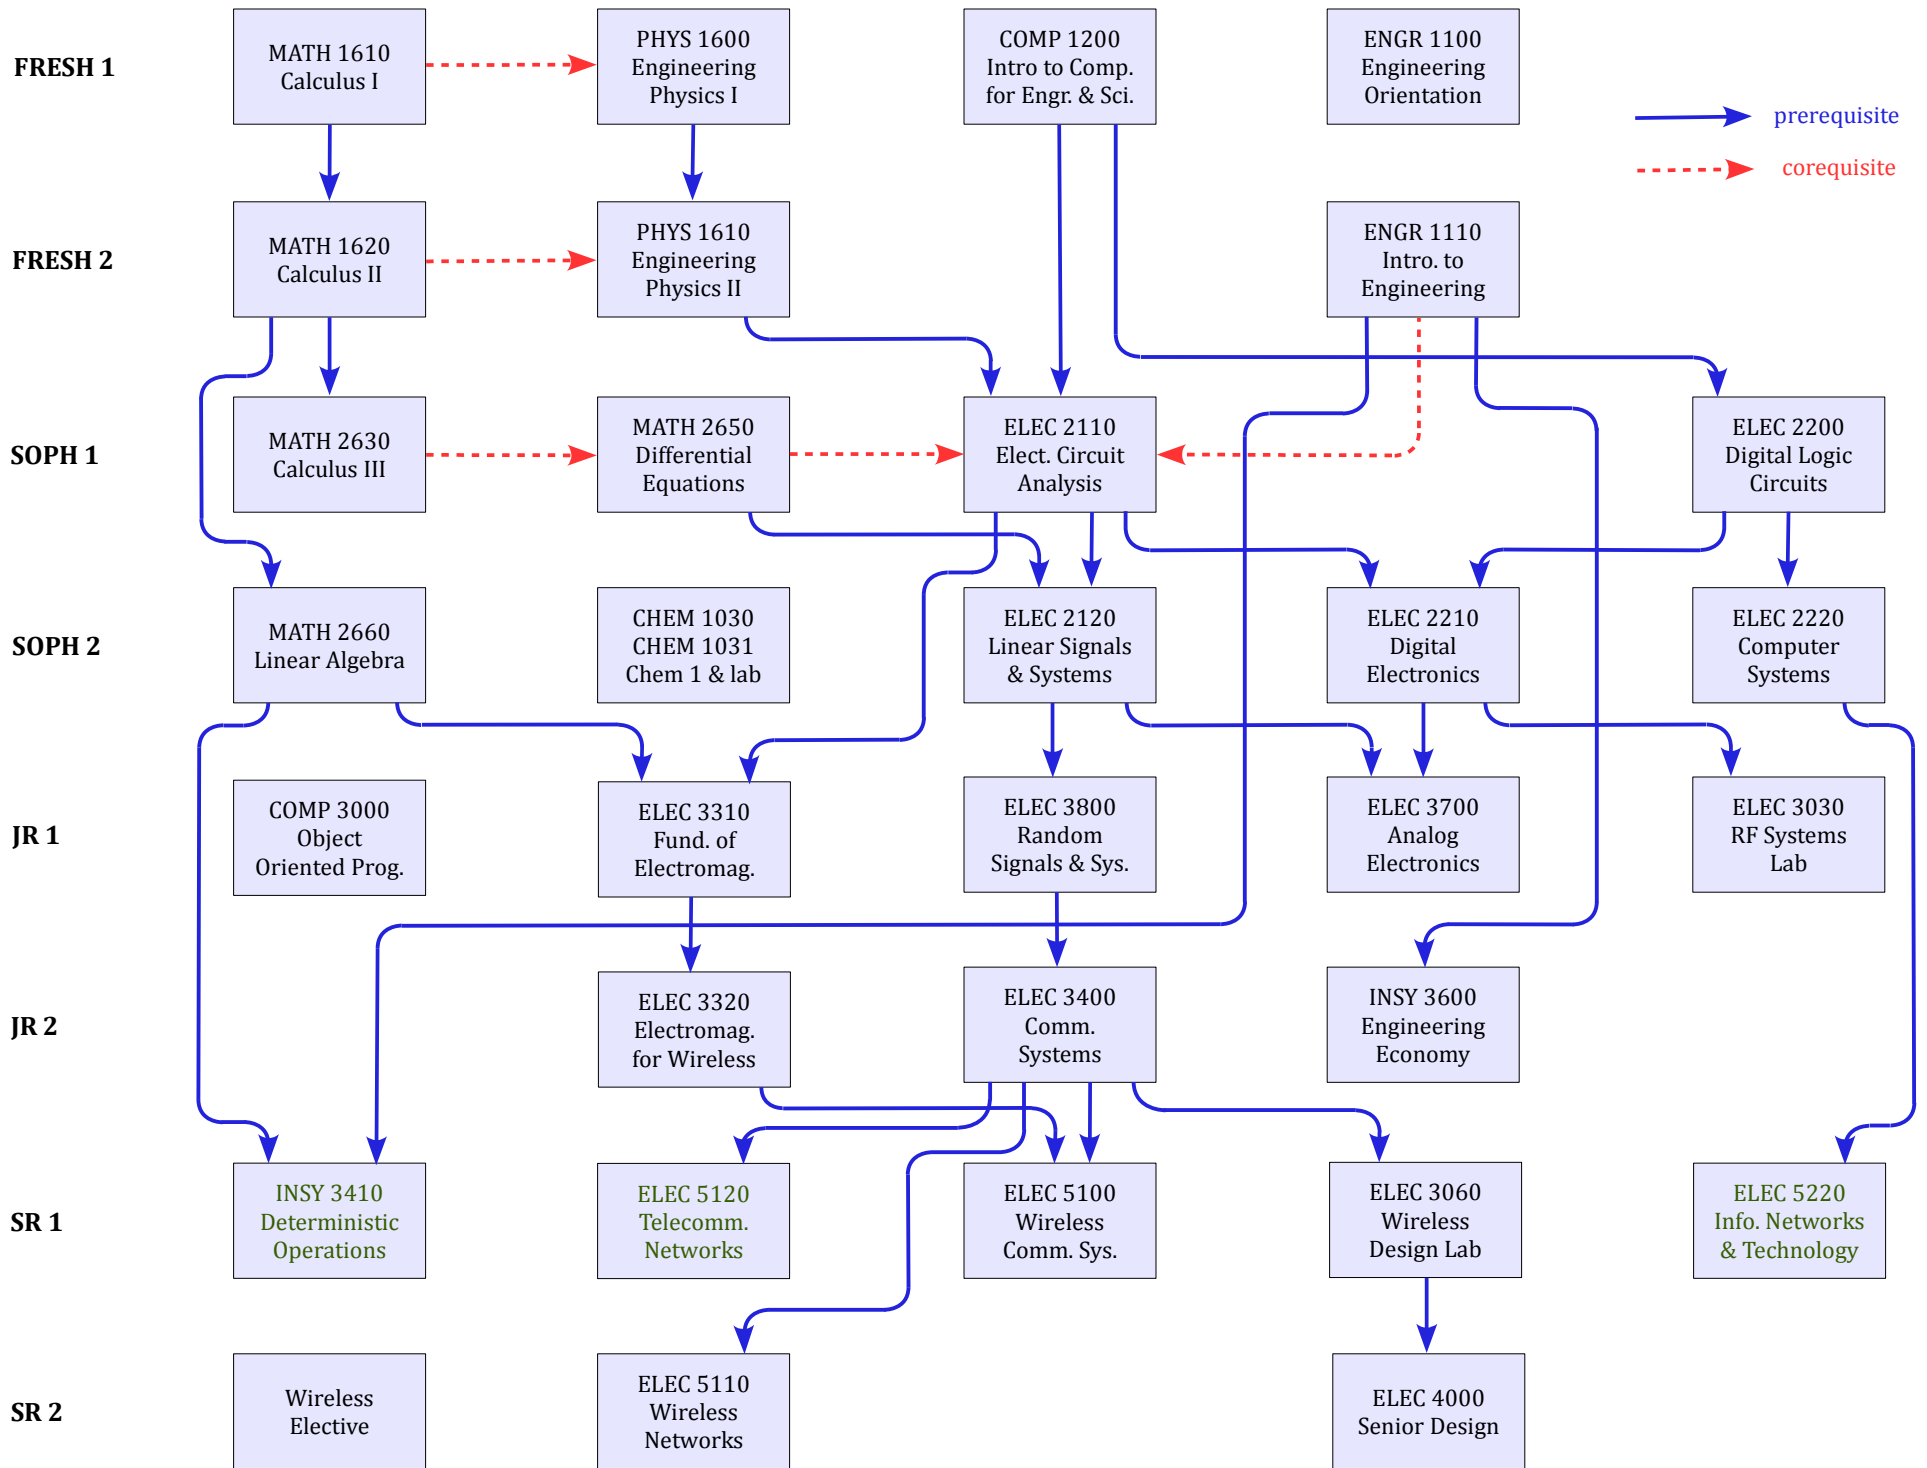 FRESH 1
MATH 1610
Calculus I
PHYS 1600
Engineering
Physics I
COMP 1200
Intro to Comp.
for Engr. & Sci.
ENGR 1100
Engineering
Orientation
prerequisite
corequisite
FRESH 2
MATH 1620
Calculus II
PHYS 1610
Engineering
Physics II
ENGR 1110
Intro. to
Engineering
SOPH 1
MATH 2630
Calculus III
MATH 2650
Differential
Equations
ELEC 2110
Elect. Circuit
Analysis
ELEC 2200
Digital Logic
Circuits
SOPH 2
MATH 2660
Linear Algebra
CHEM 1030
CHEM 1031
Chem 1 & lab
ELEC 2120
Linear Signals
& Systems
ELEC 2210
Digital
Electronics
ELEC 2220
Computer
Systems
JR 1
COMP 3000
Object
Oriented Prog.
ELEC 3310
Fund. of
Electromag.
ELEC 3800
Random
Signals & Sys.
ELEC 3700
Analog
Electronics
ELEC 3030
RF Systems
Lab
JR 2
ELEC 3320
Electromag.
for Wireless
ELEC 3400
Comm.
Systems
INSY 3600
Engineering
Economy
SR 1
INSY 3410
Deterministic
Operations
ELEC 5120
Telecomm.
Networks
ELEC 5100
Wireless
Comm. Sys.
ELEC 3060
Wireless
Design Lab
ELEC 5220
Info. Networks
& Technology
SR 2
Wireless
Elective
ELEC 5110
Wireless
Networks
ELEC 4000
Senior Design